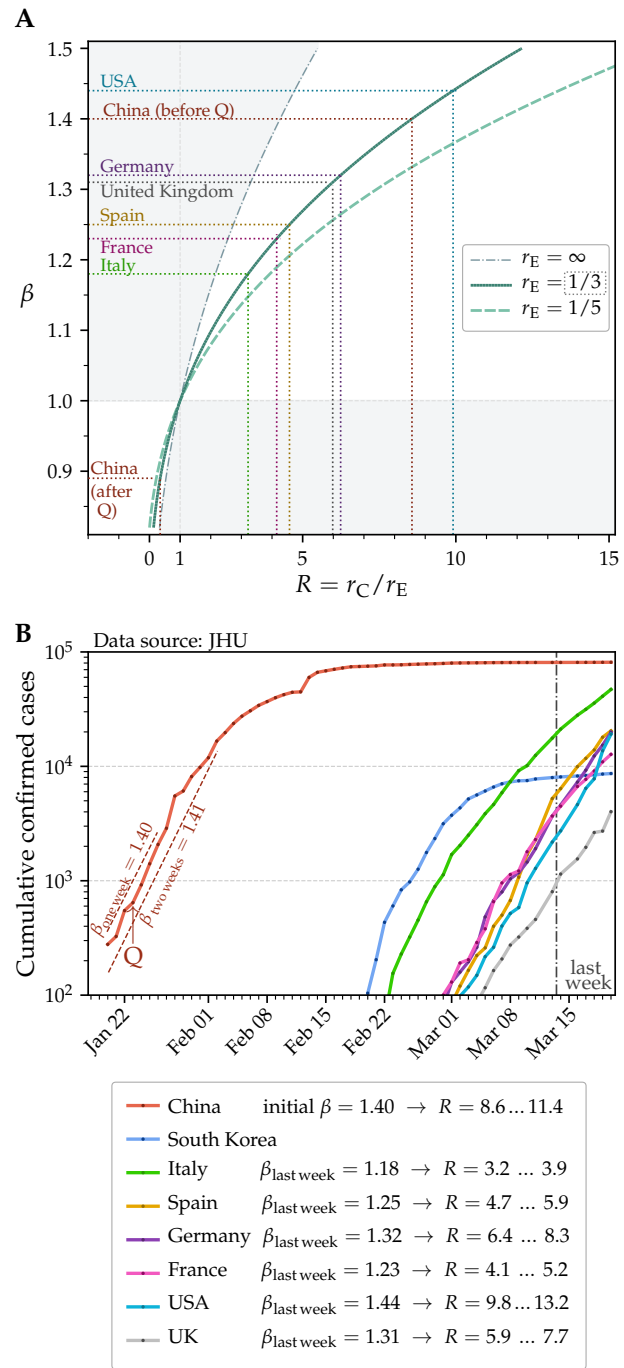 A
1.5
1.4
1.3
1.2
1.1
1.0
0.9
β
USA
China (before Q)
Germany
United Kingdom
Spain
France
Italy
China
(after
Q)
r_E = ∞
r_E = 1/3
r_E = 1/5
0 1 5 10 15
R = r_C/r_E
B
Data source: JHU
10^5
10^4
10^3
10^2
Cumulative confirmed cases
β_one week = 1.40
β_two weeks = 1.41
Q
last
week
Jan 22
Feb 01
Feb 08
Feb 15
Feb 22
Mar 01
Mar 08
Mar 15
China initial β = 1.40 → R = 8.6 ... 11.4
South Korea
Italy β_last week = 1.18 → R = 3.2 ... 3.9
Spain β_last week = 1.25 → R = 4.7 ... 5.9
Germany β_last week = 1.32 → R = 6.4 ... 8.3
France β_last week = 1.23 → R = 4.1 ... 5.2
USA β_last week = 1.44 → R = 9.8 ... 13.2
UK β_last week = 1.31 → R = 5.9 ... 7.7